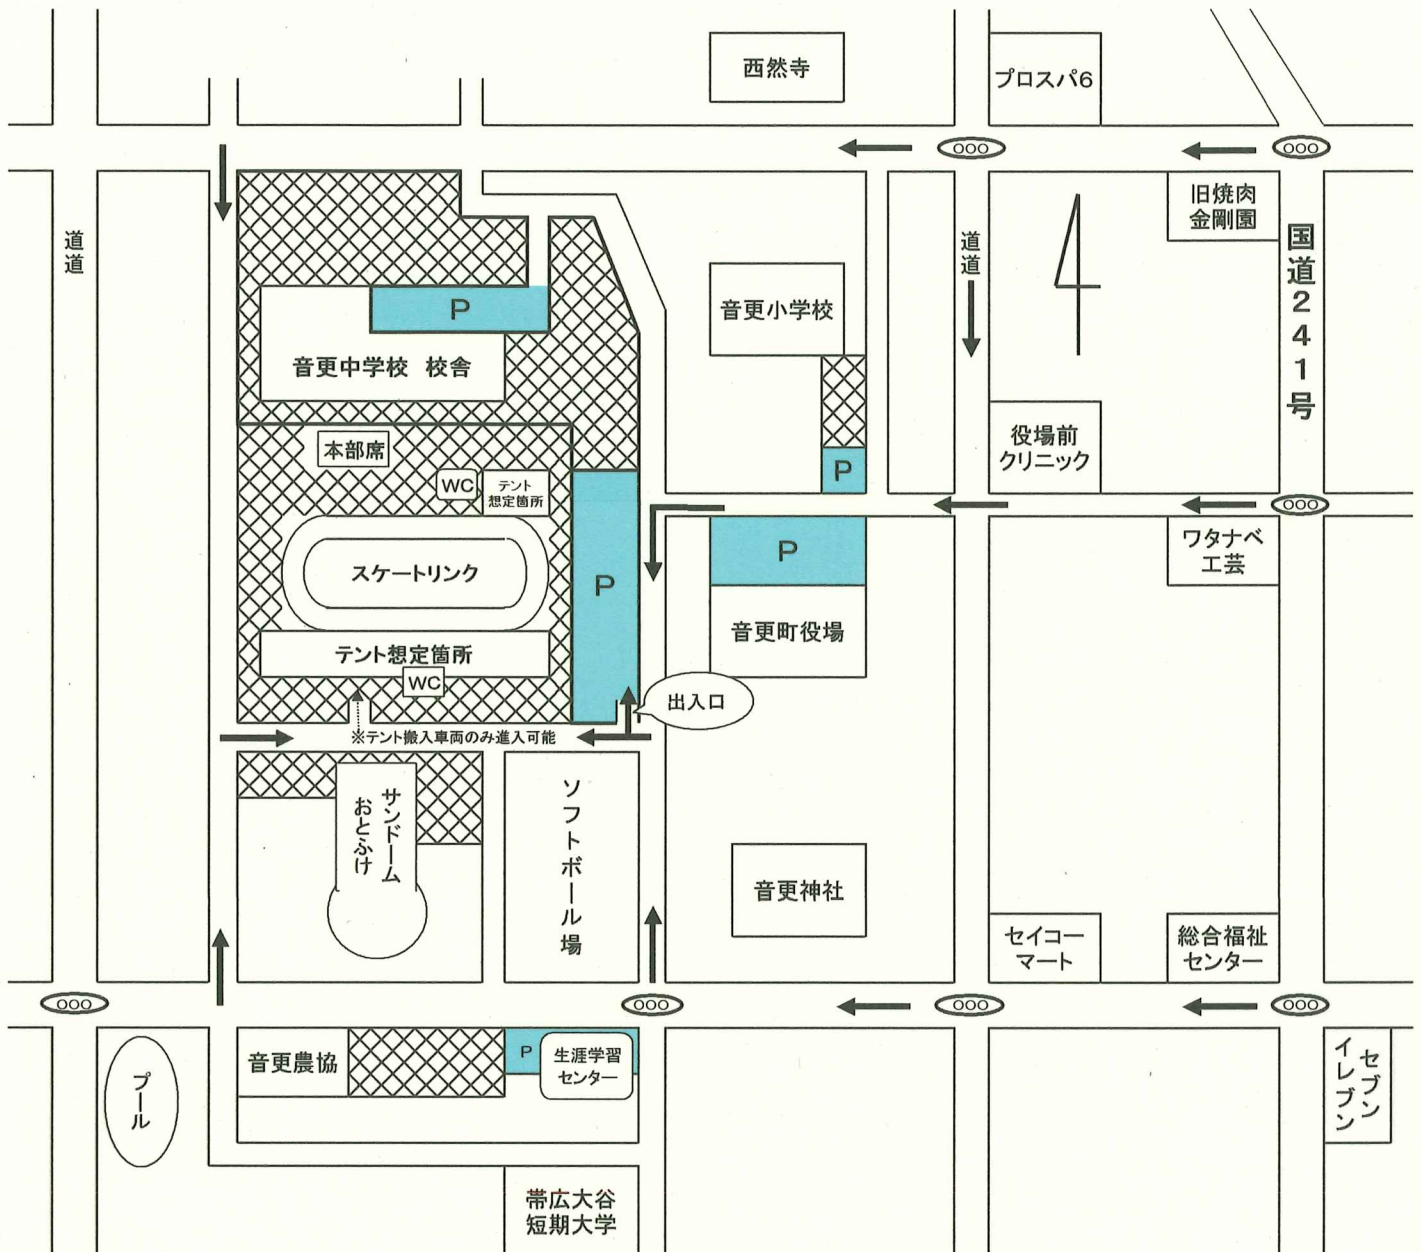 西然寺
プロスパ6
道道
道道
旧焼肉
金剛園
国道241号
P
音更小学校
音更中学校 校舎
本部席
WC
テント
想定箇所
P
役場前
クリニック
スケートリンク
P
P
ワタナベ
工芸
音更町役場
テント想定箇所
WC
出入口
※テント搬入車両のみ進入可能
サンドーム
おとふけ
ソフトボール場
音更神社
セイコー
マート
総合福祉
センター
音更農協
P
生涯学習
センター
プール
セブン
イレブン
帯広大谷
短期大学